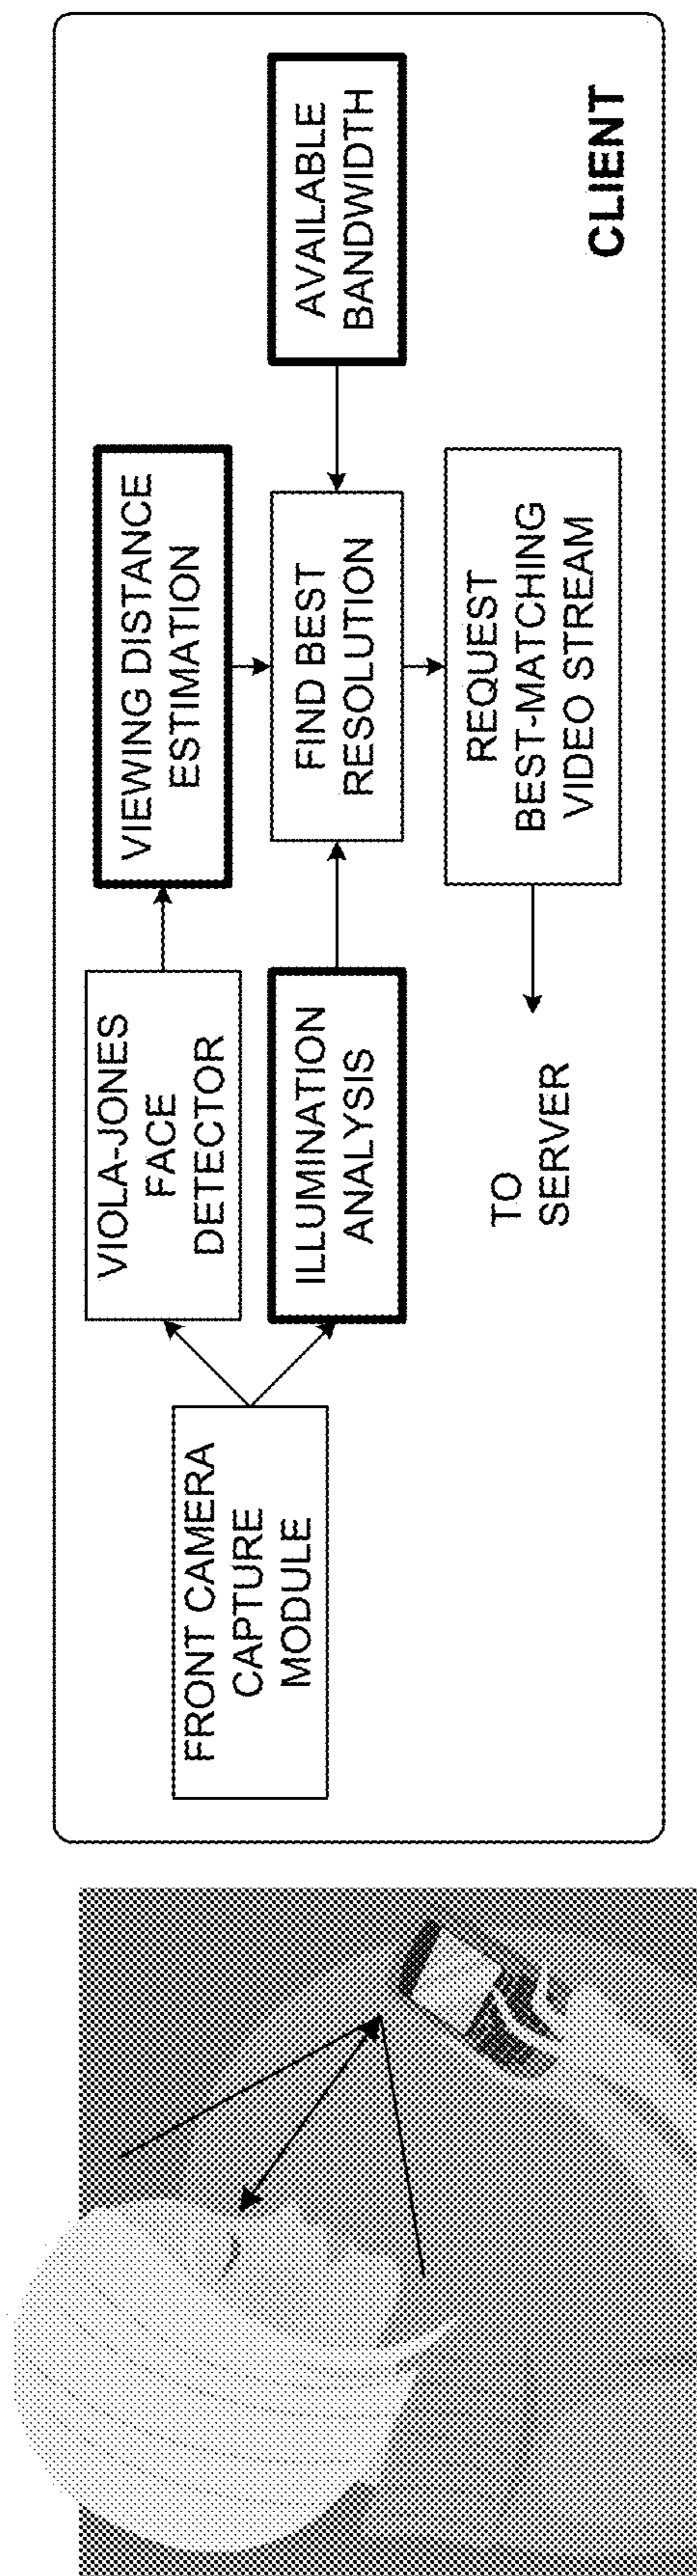 FRONT CAMERA
CAPTURE
MODULE
VIOLA-JONES
FACE
DETECTOR
VIEWING DISTANCE
ESTIMATION
ILLUMINATION
ANALYSIS
FIND BEST
RESOLUTION
AVAILABLE
BANDWIDTH
TO
SERVER
REQUEST
BEST-MATCHING
VIDEO STREAM
CLIENT